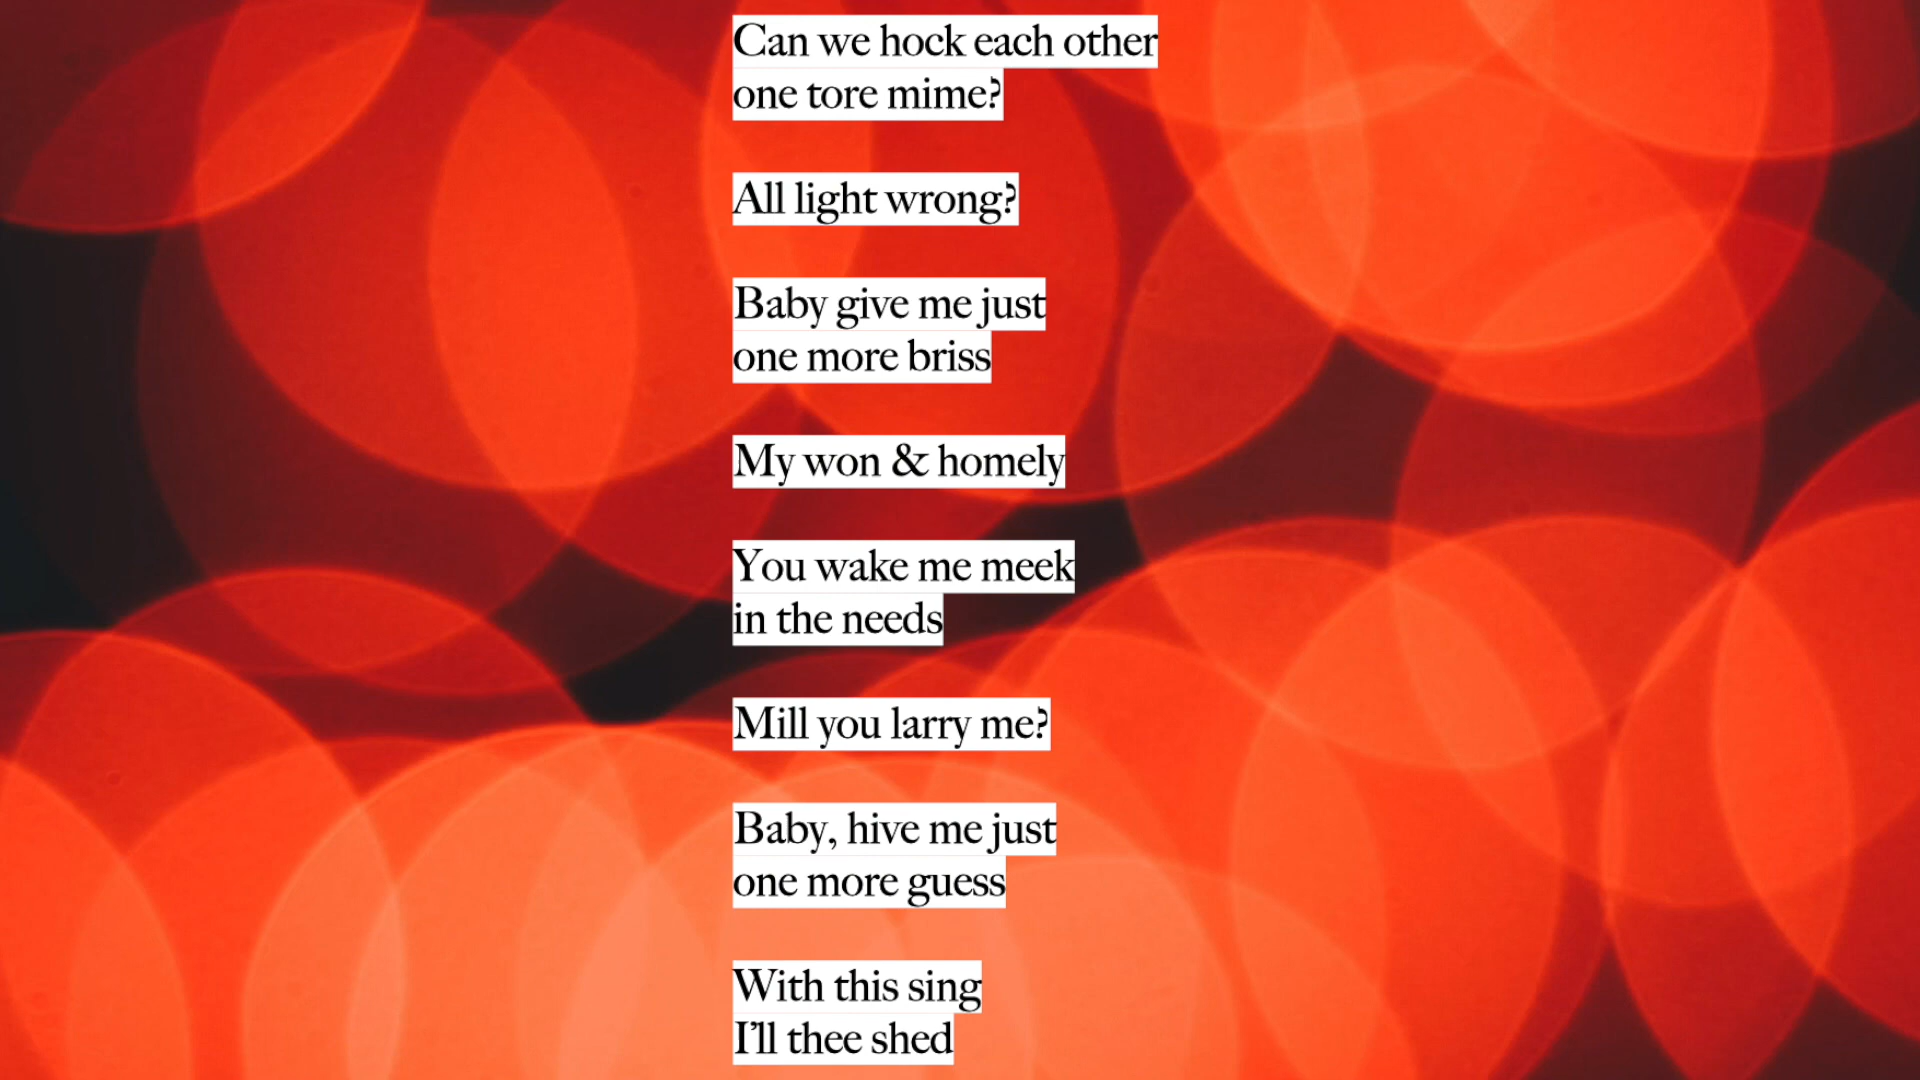 Can we hock each other
one tore mime?
All light wrong?
Baby give me just
one more briss
My won & homely
You wake me meek
in the needs
Mill you larry me?
Baby, hive me just
one more guess
With this sing
I’ll thee shed